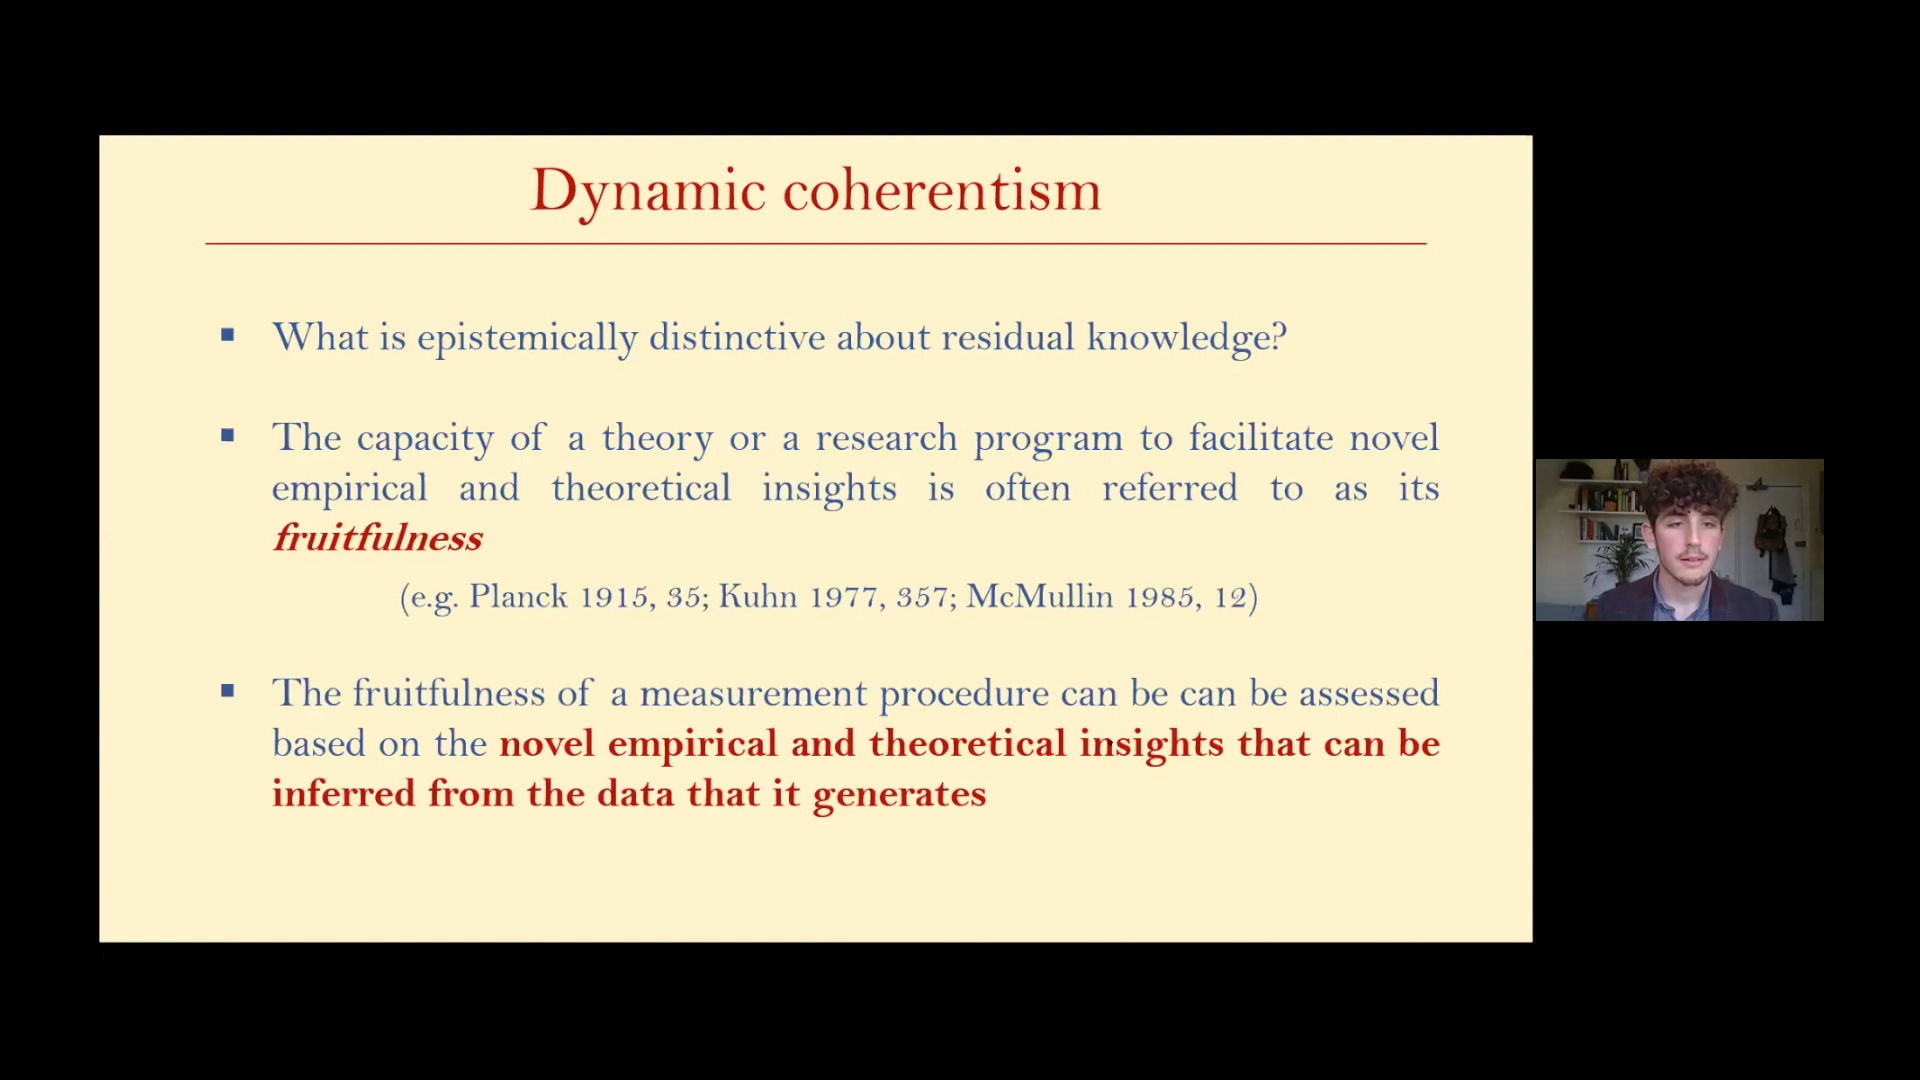 Dynamic coherentism
▪ What is epistemically distinctive about residual knowledge?
▪ The capacity of a theory or a research program to facilitate novel
empirical and theoretical insights is often referred to as its
fruitfulness
(e.g. Planck 1915, 35; Kuhn 1977, 357; McMullin 1985, 12)
▪ The fruitfulness of a measurement procedure can be can be assessed
based on the novel empirical and theoretical insights that can be
inferred from the data that it generates